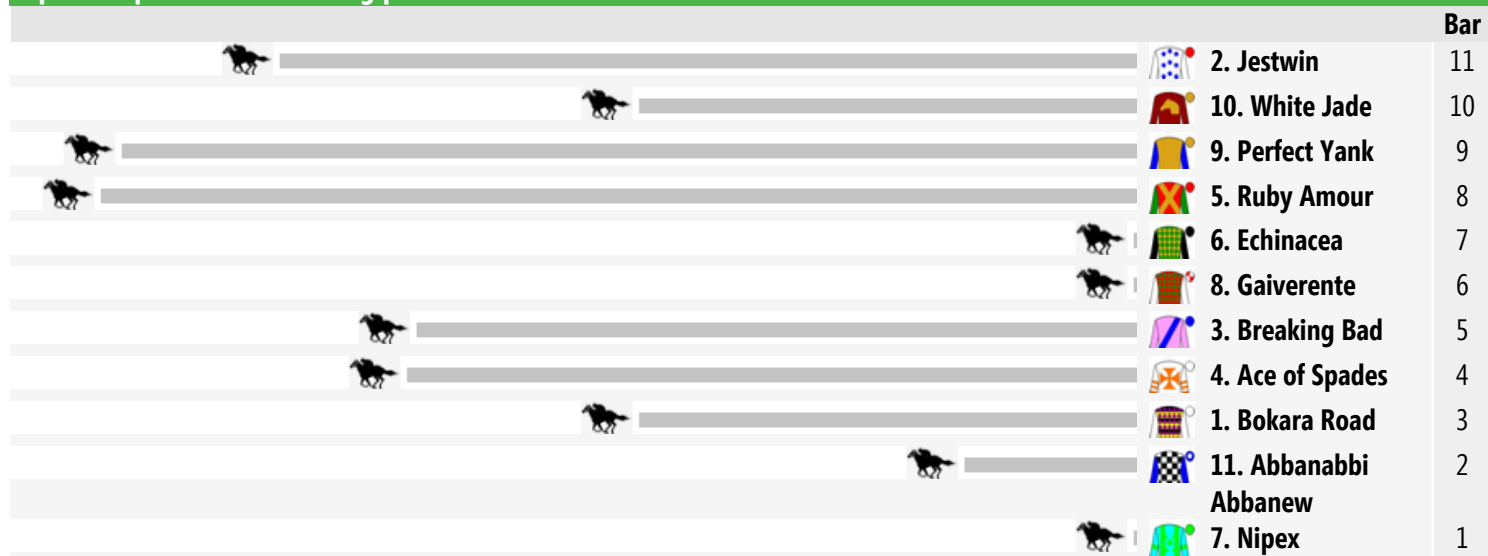 Bar
2. Jestwin 11
10. White Jade 10
9. Perfect Yank 9
5. Ruby Amour 8
6. Echinacea 7
8. Gaiverente 6
3. Breaking Bad 5
4. Ace of Spades 4
1. Bokara Road 3
11. Abbanabbi 2
Abbanew
7. Nipex 1